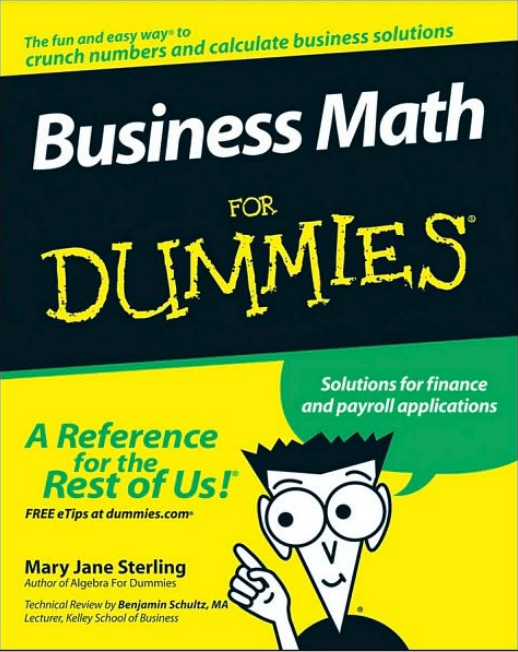 The fun and easy way® to
crunch numbers and calculate business solutions
Business Math
FOR
DUMMIES®
Solutions for finance
and payroll applications
A Reference
for the
Rest of Us!®
FREE eTips at dummies.com®
Mary Jane Sterling
Author of Algebra For Dummies
Technical Review by Benjamin Schultz, MA
Lecturer, Kelley School of Business